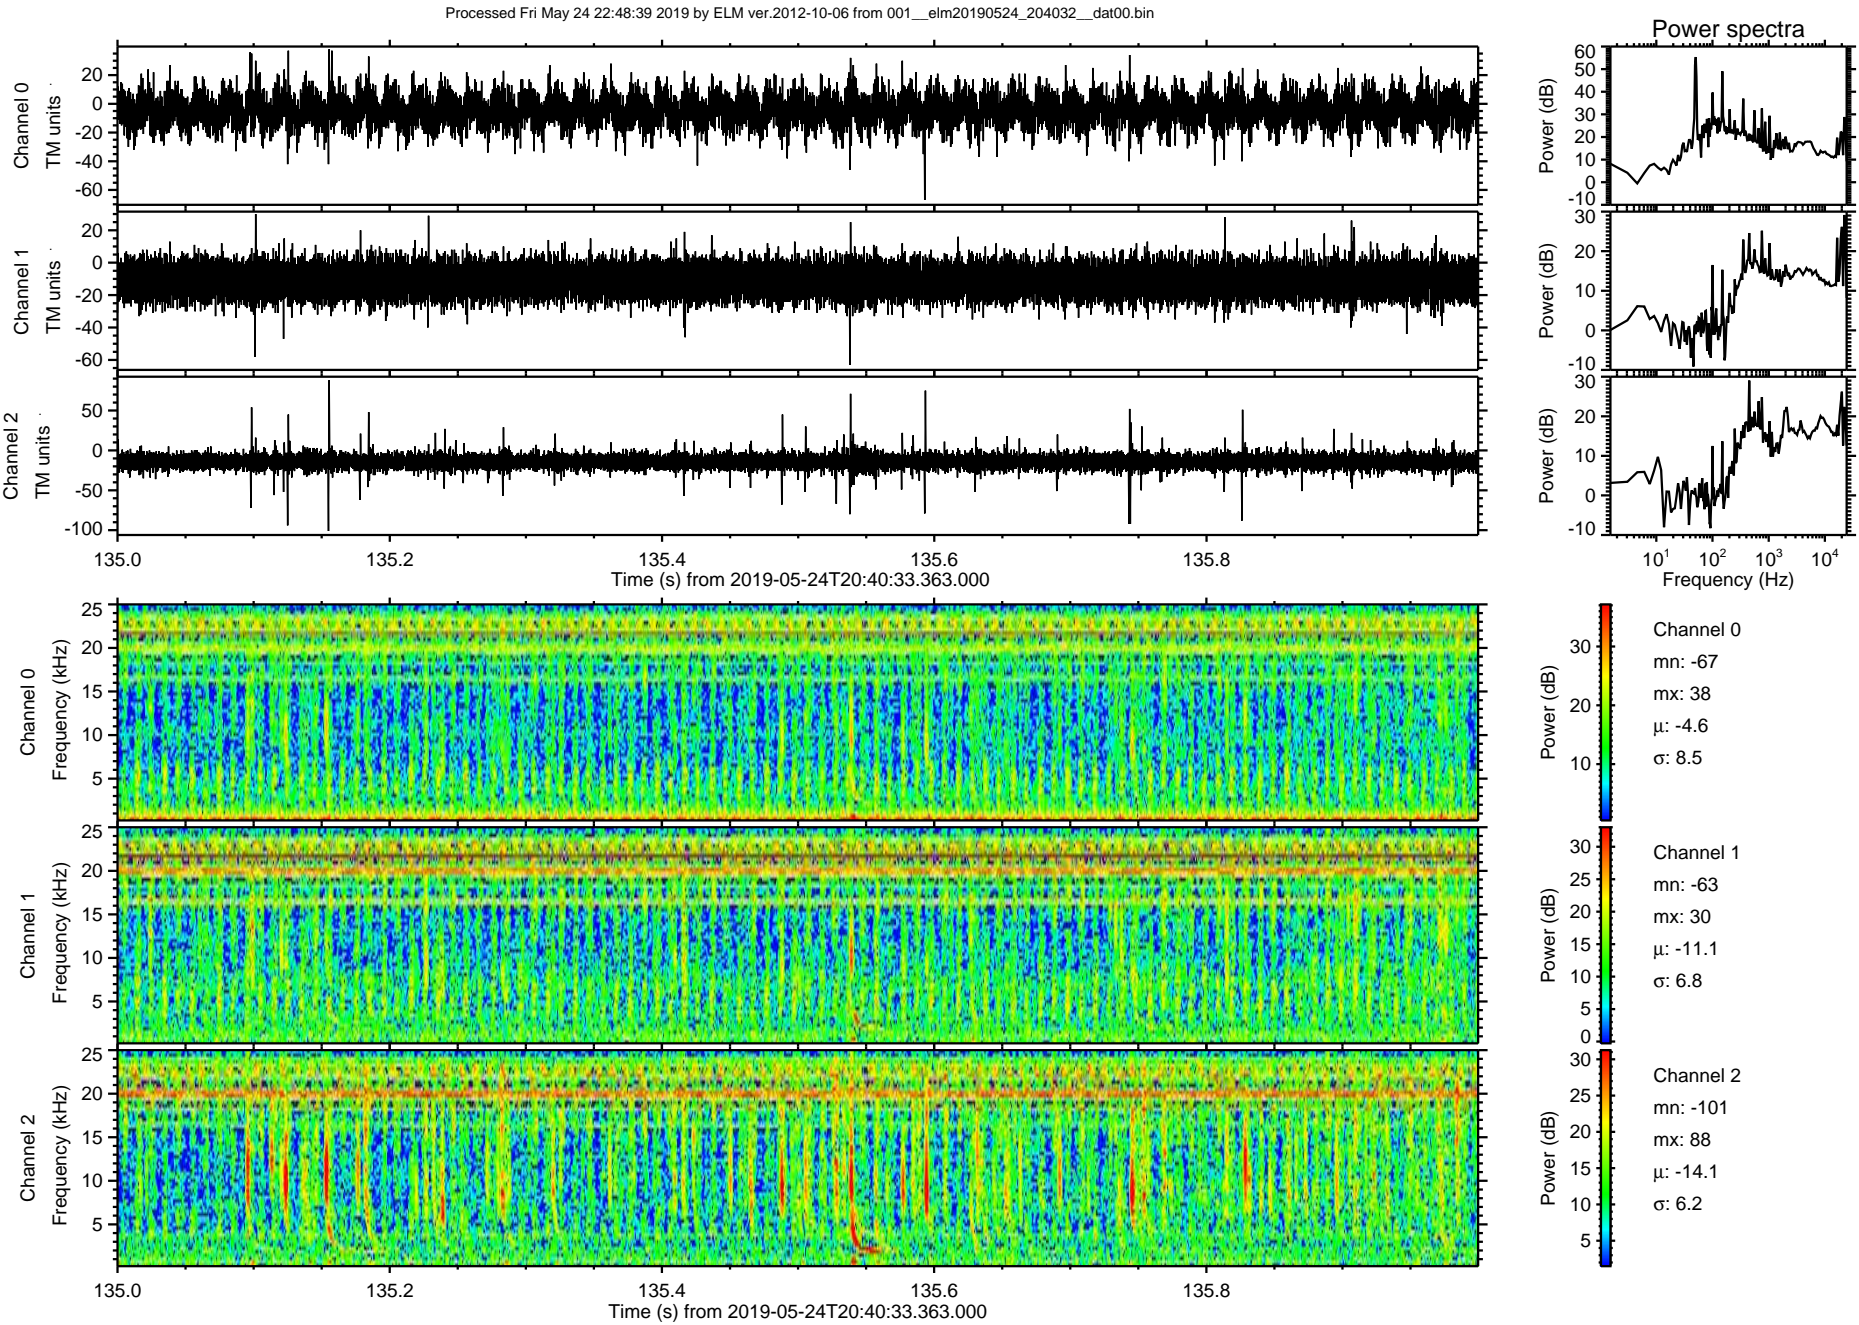 Processed Fri May 24 22:48:39 2019 by ELM ver.2012-10-06 from 001__elm20190524_204032__dat00.bin
Power spectra
Channel 0
TM units
20
0
-20
-40
-60
Power (dB)
60
50
40
30
20
10
0
-10
Channel 1
TM units
20
0
-20
-40
-60
Power (dB)
30
20
10
0
-10
Channel 2
TM units
50
0
-50
-100
Power (dB)
30
20
10
0
-10
135.0 135.2 135.4 135.6 135.8
Time (s) from 2019-05-24T20:40:33.363.000
10¹ 10² 10³ 10⁴
Frequency (Hz)
Channel 0
Frequency (kHz)
25
20
15
10
5
Power (dB)
30
20
10
Channel 0
mn: -67
mx: 38
μ: -4.6
σ: 8.5
Channel 1
Frequency (kHz)
25
20
15
10
5
Power (dB)
30
25
20
15
10
5
0
Channel 1
mn: -63
mx: 30
μ: -11.1
σ: 6.8
Channel 2
Frequency (kHz)
25
20
15
10
5
Power (dB)
30
25
20
15
10
5
Channel 2
mn: -101
mx: 88
μ: -14.1
σ: 6.2
135.0 135.2 135.4 135.6 135.8
Time (s) from 2019-05-24T20:40:33.363.000